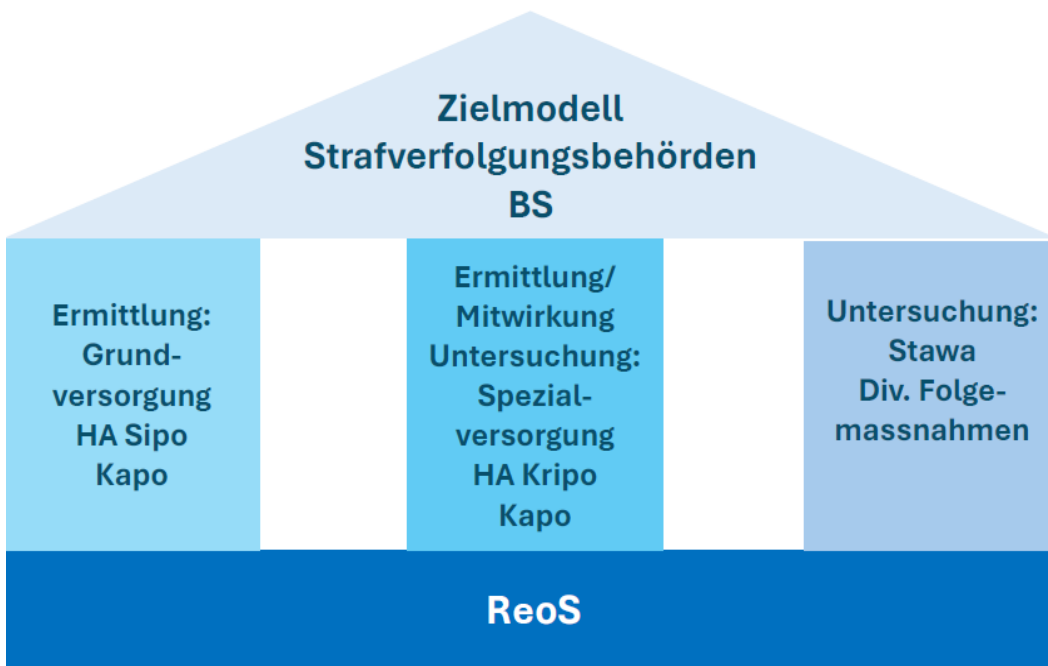 Zielmodell
Strafverfolgungsbehörden
BS
Ermittlung:
Grund-
versorgung
HA Sipo
Kapo
Ermittlung/
Mitwirkung
Untersuchung:
Spezial-
versorgung
HA Kripo
Kapo
Untersuchung:
Stawa
Div. Folge-
massnahmen
ReoS